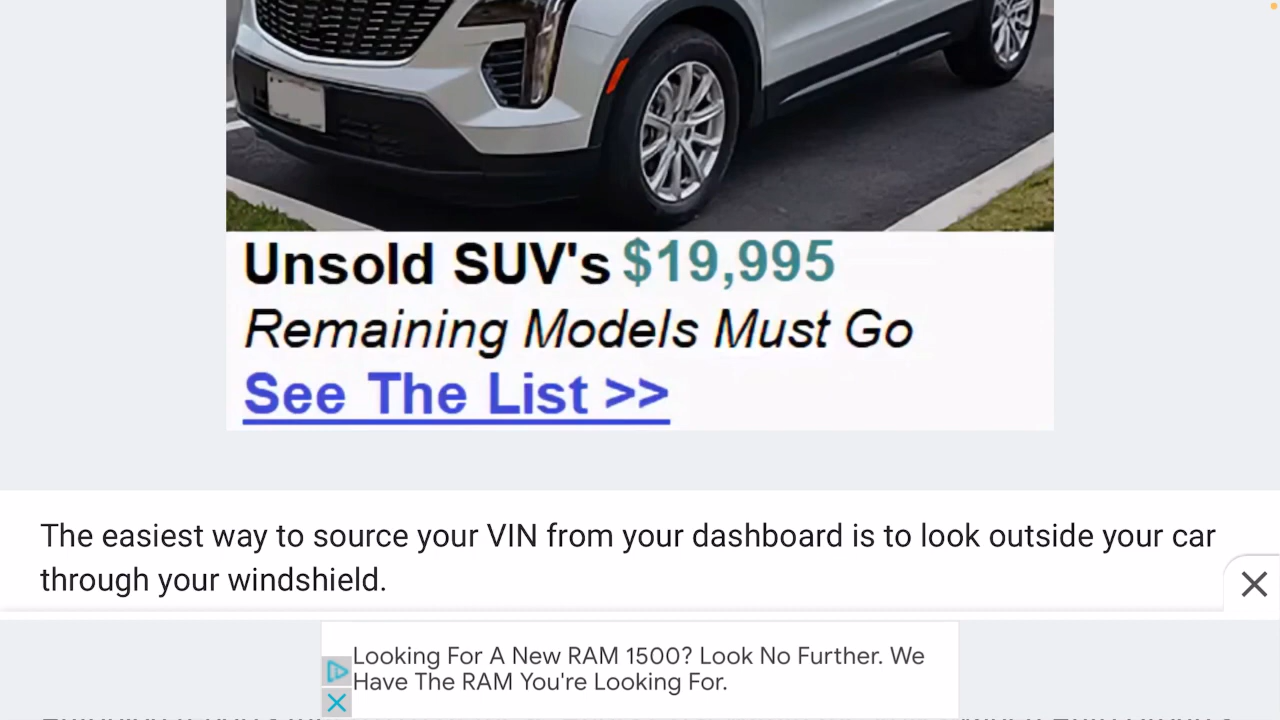 Unsold SUV's $19,995
Remaining Models Must Go
See The List >>
The easiest way to source your VIN from your dashboard is to look outside your car
through your windshield.
Looking For A New RAM 1500? Look No Further. We
Have The RAM You're Looking For.